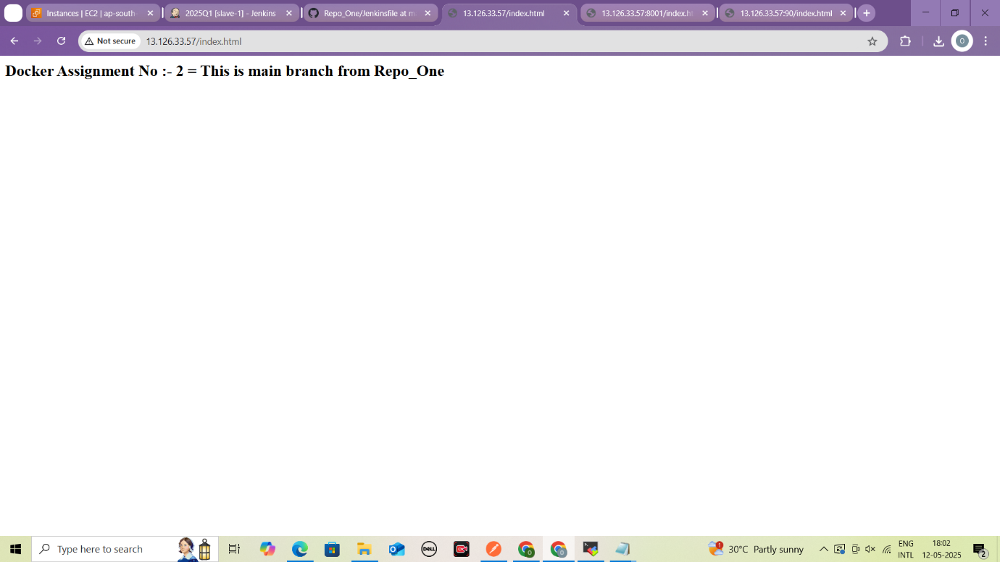 Instances | EC2 | ap-south-
2025Q1 [slave-1] - Jenkins
Repo_One/Jenkinsfile at m
13.126.33.57/index.html
13.126.33.57:8001/index.ht
13.126.33.57:90/index.html
Not secure
13.126.33.57/index.html
O
Docker Assignment No :- 2 = This is main branch from Repo_One
Type here to search
DELL
O
O
1
30°C Partly sunny
ENG
INTL
18:02
12-05-2025
2